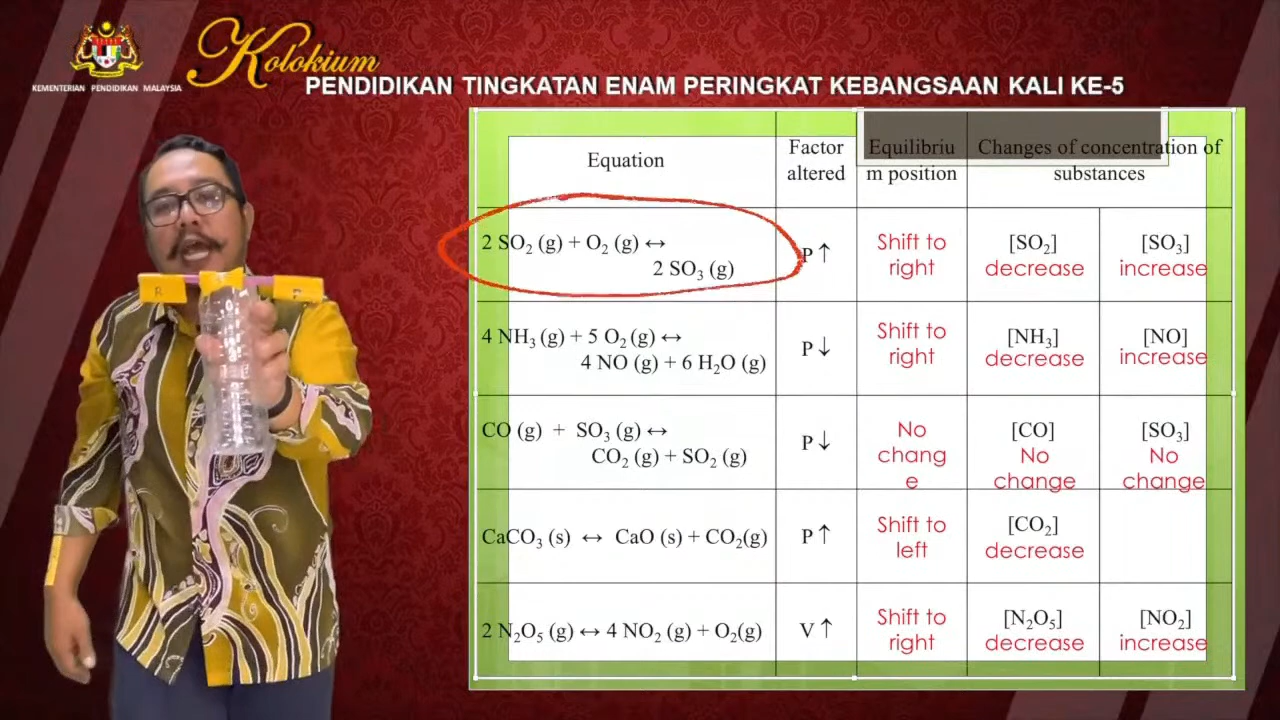 KEMENTERIAN PENDIDIKAN MALAYSIA
Kolokium
PENDIDIKAN TINGKATAN ENAM PERINGKAT KEBANGSAAN KALI KE-5
Equation
Factor
altered
Equilibriu
m position
Changes of concentration of
substances
2 SO₂ (g) + O₂ (g) ↔
2 SO₃ (g)
P ↑
Shift to
right
[SO₂]
decrease
[SO₃]
increase
4 NH₃ (g) + 5 O₂ (g) ↔
4 NO (g) + 6 H₂O (g)
P ↓
Shift to
right
[NH₃]
decrease
[NO]
increase
CO (g) + SO₃ (g) ↔
CO₂ (g) + SO₂ (g)
P ↓
No
chang
e
[CO]
No
change
[SO₃]
No
change
CaCO₃ (s) ↔ CaO (s) + CO₂(g)
P ↑
Shift to
left
[CO₂]
decrease
2 N₂O₅ (g) ↔ 4 NO₂ (g) + O₂(g)
V ↑
Shift to
right
[N₂O₅]
decrease
[NO₂]
increase
R
P